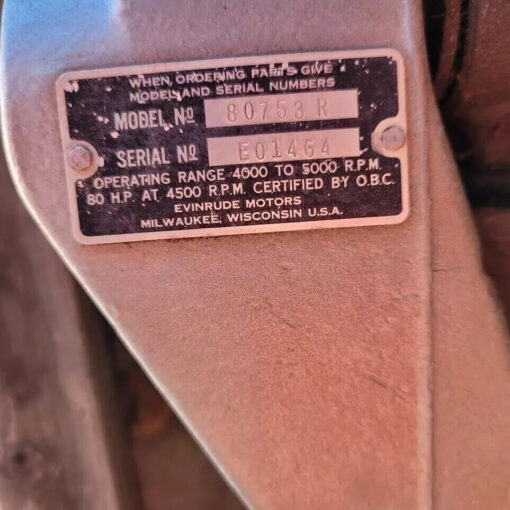 WHEN ORDERING PARTS GIVE
MODEL AND SERIAL NUMBERS
MODEL Nº 80753 R
SERIAL Nº E01464
OPERATING RANGE 4000 TO 5000 R.P.M.
80 H.P. AT 4500 R.P.M. CERTIFIED BY O.B.C.
EVINRUDE MOTORS
MILWAUKEE, WISCONSIN U.S.A.